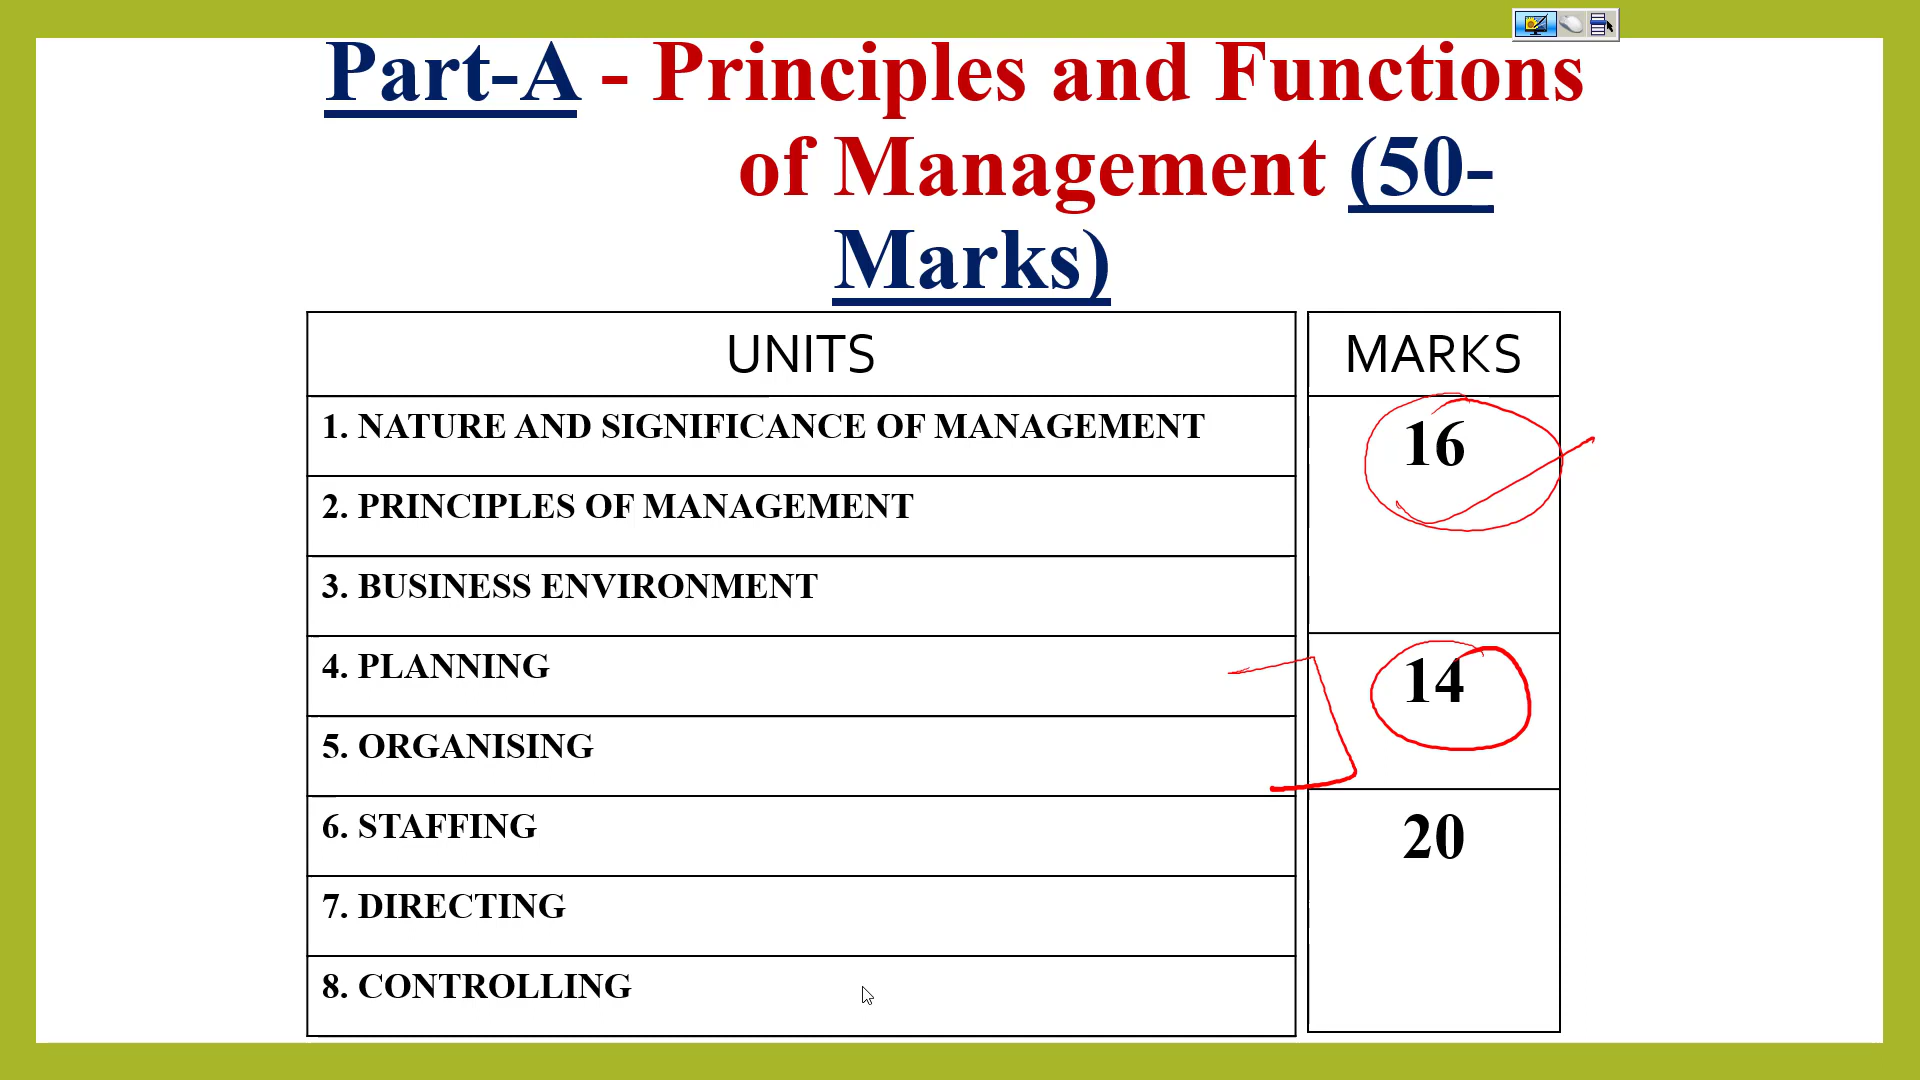 Part-A - Principles and Functions
of Management (50-
Marks)
UNITS MARKS
1. NATURE AND SIGNIFICANCE OF MANAGEMENT 16
2. PRINCIPLES OF MANAGEMENT
3. BUSINESS ENVIRONMENT
4. PLANNING 14
5. ORGANISING
6. STAFFING 20
7. DIRECTING
8. CONTROLLING